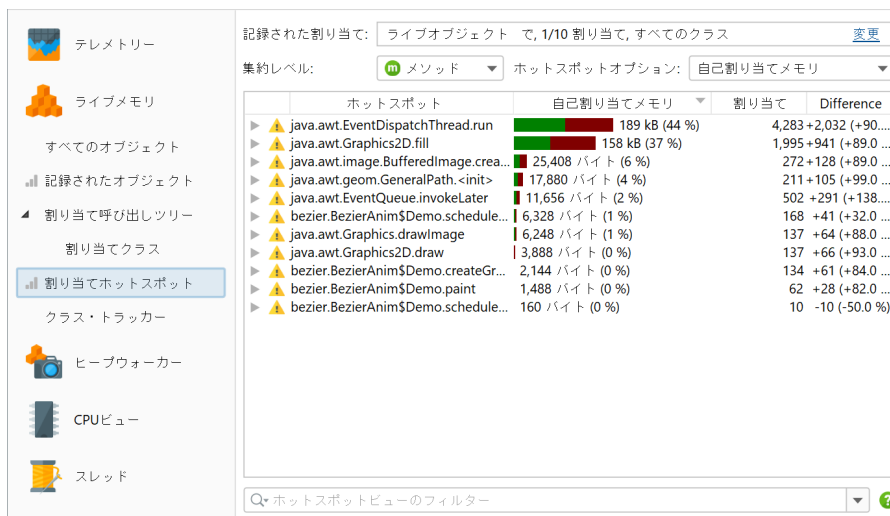 テレメトリー
ライブメモリ
すべてのオブジェクト
記録されたオブジェクト
割り当て呼び出しツリー
割り当てクラス
割り当てホットスポット
クラス・トラッカー
ヒープウォーカー
CPUビュー
スレッド
記録された割り当て: ライブオブジェクト で, 1/10 割り当て, すべてのクラス 変更
集約レベル: m メソッド ホットスポットオプション: 自己割り当てメモリ
ホットスポット 自己割り当てメモリ 割り当て Difference
java.awt.EventDispatchThread.run 189 kB (44 %) 4,283 +2,032 (+90....
java.awt.Graphics2D.fill 158 kB (37 %) 1,995 +941 (+89.0 ...
java.awt.image.BufferedImage.crea... 25,408 バイト (6 %) 272 +128 (+89.0 ...
java.awt.geom.GeneralPath.<init> 17,880 バイト (4 %) 211 +105 (+99.0 ...
java.awt.EventQueue.invokeLater 11,656 バイト (2 %) 502 +291 (+138....
bezier.BezierAnim$Demo.schedule... 6,328 バイト (1 %) 168 +41 (+32.0 ...
java.awt.Graphics.drawImage 6,248 バイト (1 %) 137 +64 (+88.0 ...
java.awt.Graphics2D.draw 3,888 バイト (0 %) 137 +66 (+93.0 ...
bezier.BezierAnim$Demo.createGr... 2,144 バイト (0 %) 134 +61 (+84.0 ...
bezier.BezierAnim$Demo.paint 1,488 バイト (0 %) 62 +28 (+82.0 ...
bezier.BezierAnim$Demo.schedule... 160 バイト (0 %) 10 -10 (-50.0 %)
ホットスポットビューのフィルター